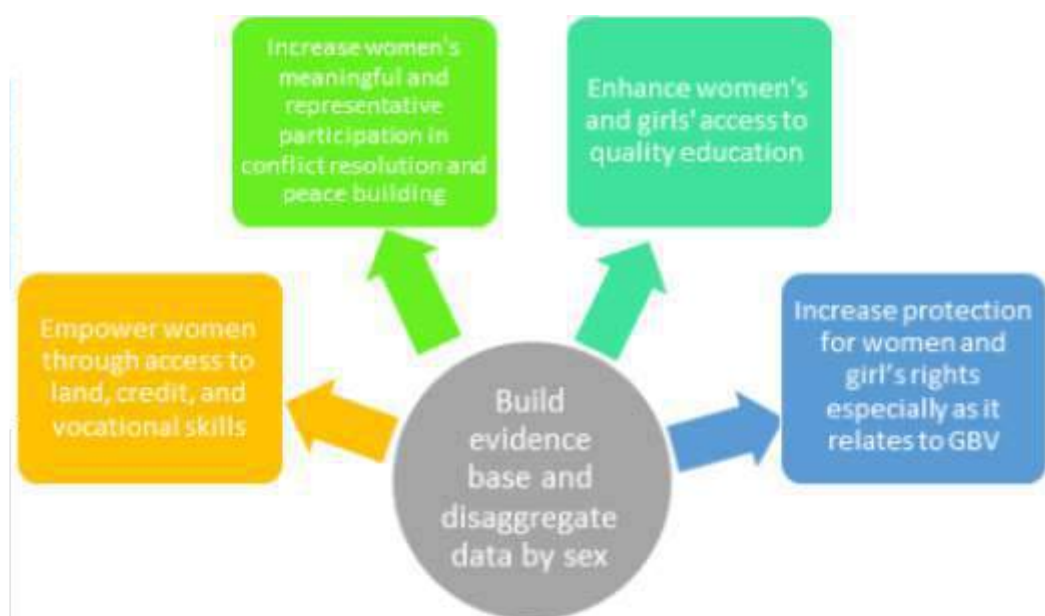 Increase women's
meaningful and
representative
participation in
conflict resolution and
peace building
Enhance women's
and girls' access to
quality education
Empower women
through access to
land, credit, and
vocational skills
Increase protection
for women and
girl's rights
especially as it
relates to GBV
Build
evidence
base and
disaggregate
data by sex